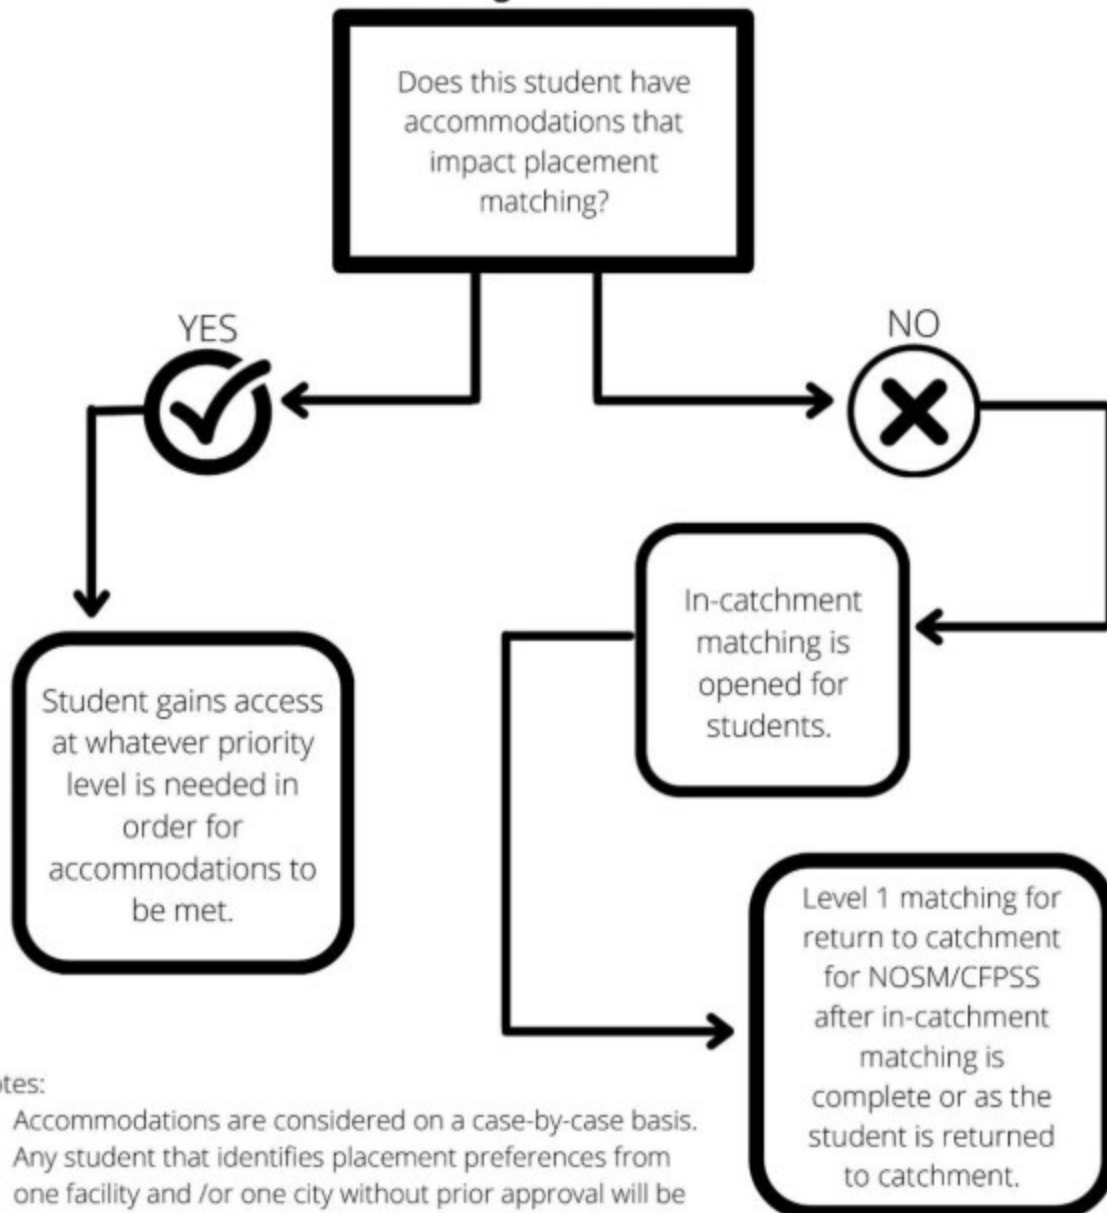 Does this student have
accommodations that
impact placement
matching?
YES
NO
In-catchment
matching is
opened for
students.
Student gains access
at whatever priority
level is needed in
order for
accommodations to
be met.
Level 1 matching for
return to catchment
for NOSM/CFPSS
after in-catchment
matching is
complete or as the
student is returned
to catchment.
otes:
Accommodations are considered on a case-by-case basis.
Any student that identifies placement preferences from
one facility and /or one city without prior approval will be